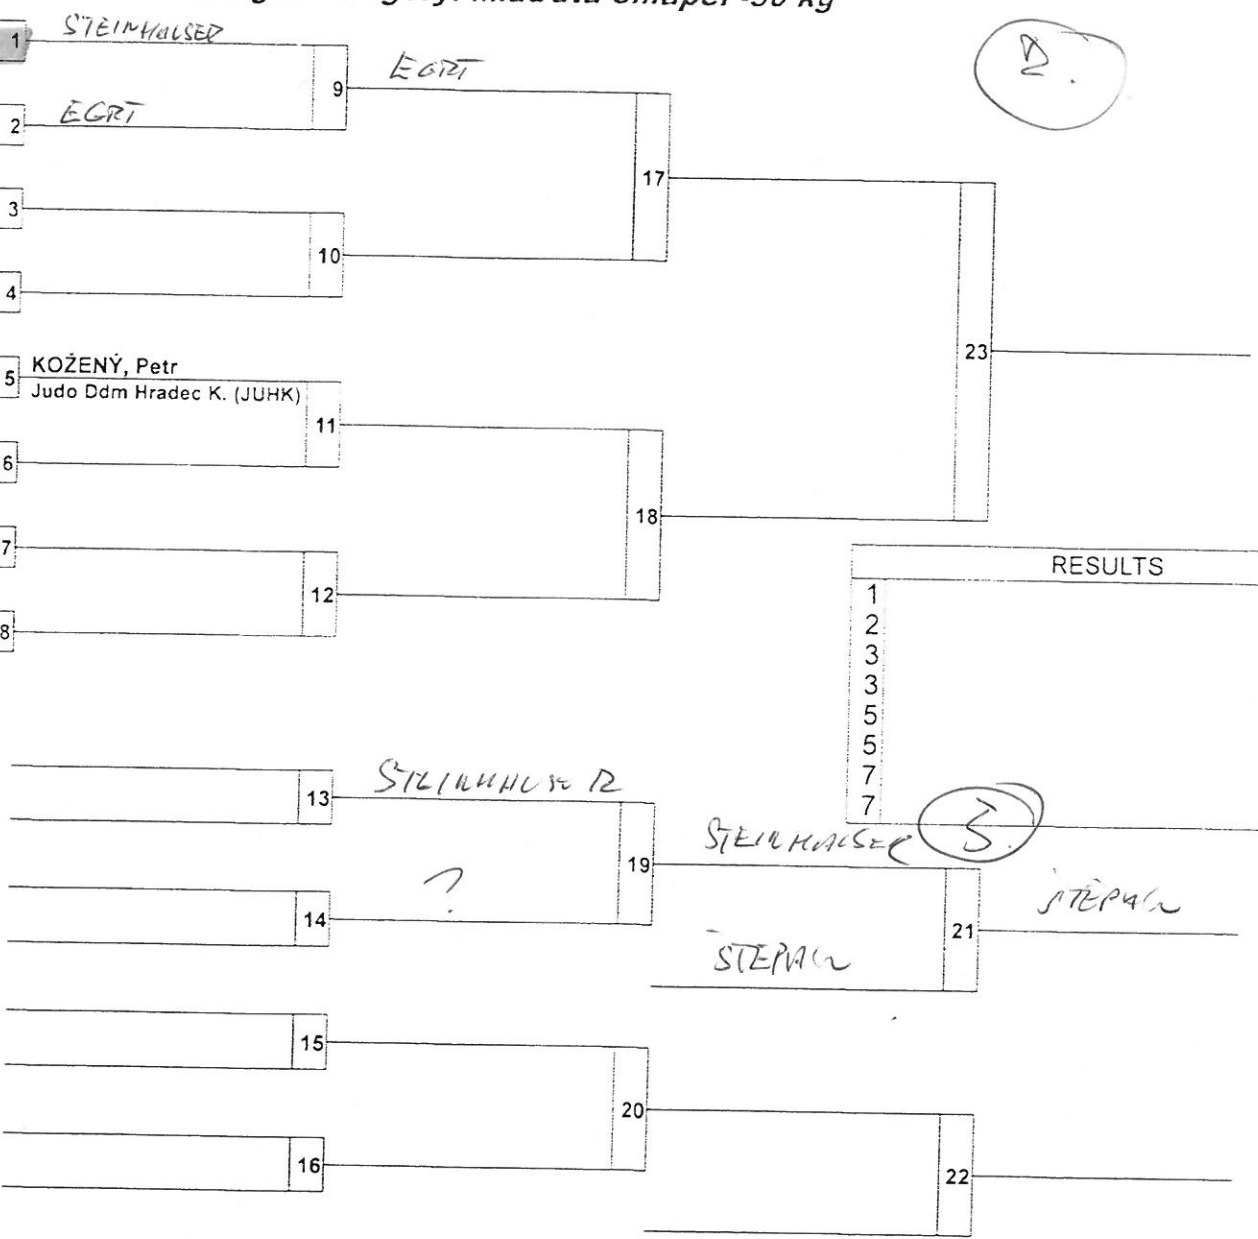 -50 kg
1 STEINHAUSER
2 EGRT
9 EGRT
3
4
10
17
5 KOŽENÝ, Petr
Judo Ddm Hradec K. (JUHK)
6
11
7
8
12
18
23
RESULTS
1
2
3
3
5
5
7
7
13 STEINHAUSER
14 ?
19 STEINHAUSER
ŠTĚPÁN
21 ŠTĚPÁN
15
16
20
22